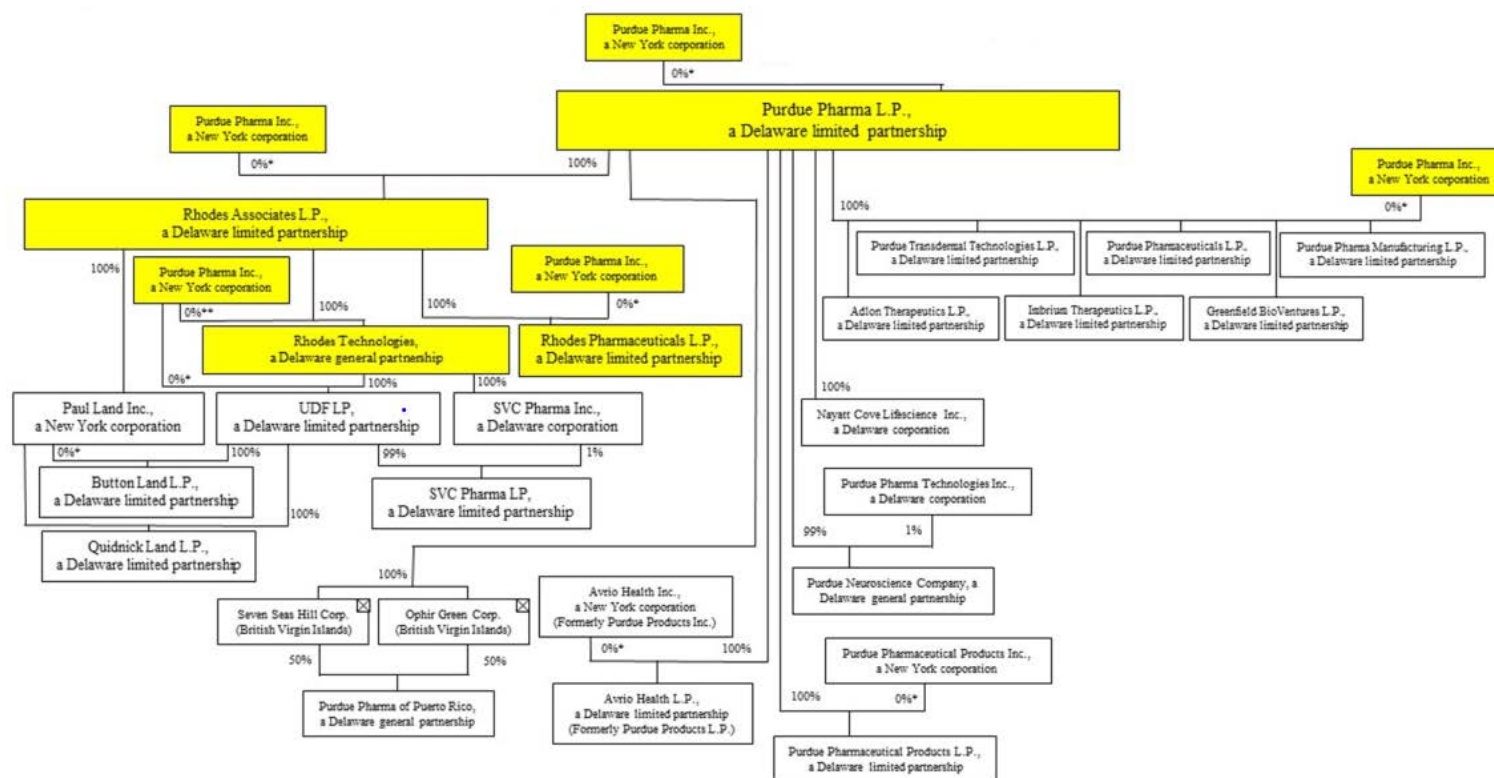 Purdue Pharma Inc.,
a New York corporation
0%*
Purdue Pharma L.P.,
a Delaware limited partnership
Purdue Pharma Inc.,
a New York corporation
0%*
100%
Rhodes Associates L.P.,
a Delaware limited partnership
100%
Purdue Pharma Inc.,
a New York corporation
0%**
100%
100%
Purdue Pharma Inc.,
a New York corporation
0%*
Rhodes Technologies,
a Delaware general partnership
Rhodes Pharmaceuticals L.P.,
a Delaware limited partnership
0%*
100%
100%
Paul Land Inc.,
a New York corporation
UDF LP,
a Delaware limited partnership
SVC Pharma Inc.,
a Delaware corporation
0%*
100%
99%
1%
Button Land L.P.,
a Delaware limited partnership
SVC Pharma LP,
a Delaware limited partnership
100%
Quidnick Land L.P.,
a Delaware limited partnership
100%
Seven Seas Hill Corp.
(British Virgin Islands)
Ophir Green Corp.
(British Virgin Islands)
50%
50%
Purdue Pharma of Puerto Rico,
a Delaware general partnership
Avrio Health Inc.,
a New York corporation
(Formerly Purdue Products Inc.)
0%*
100%
Avrio Health L.P.,
a Delaware limited partnership
(Formerly Purdue Products L.P.)
Purdue Pharma Inc.,
a New York corporation
100%
0%*
Purdue Transdermal Technologies L.P.,
a Delaware limited partnership
Purdue Pharmaceuticals L.P.,
a Delaware limited partnership
Purdue Pharma Manufacturing L.P.,
a Delaware limited partnership
Adlon Therapeutics L.P.,
a Delaware limited partnership
Imbrium Therapeutics L.P.,
a Delaware limited partnership
Greenfield BioVentures L.P.,
a Delaware limited partnership
100%
Nayatt Cove Lifescience Inc.,
a Delaware corporation
Purdue Pharma Technologies Inc.,
a Delaware corporation
99%
1%
Purdue Neuroscience Company, a
Delaware general partnership
Purdue Pharmaceutical Products Inc.,
a New York corporation
100%
0%*
Purdue Pharmaceutical Products L.P.,
a Delaware limited partnership